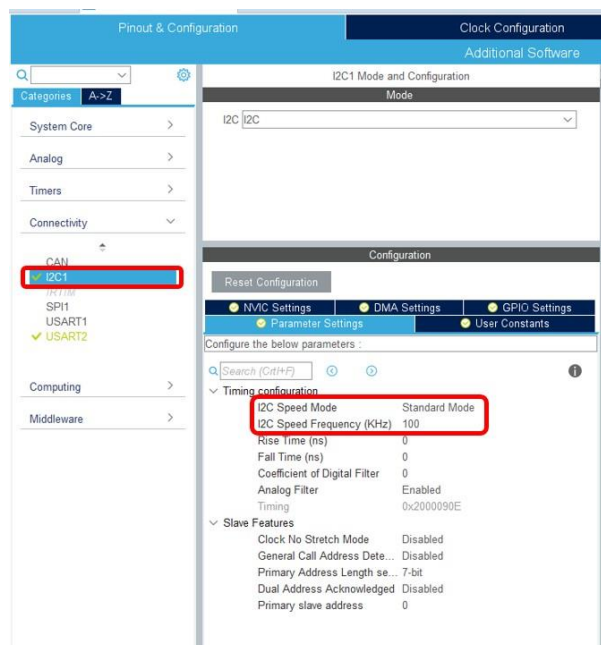 Pinout & Configuration
Clock Configuration
Additional Software
Categories A->Z
System Core
Analog
Timers
Connectivity
CAN
I2C1
IRTIM
SPI1
USART1
USART2
Computing
Middleware
I2C1 Mode and Configuration
Mode
I2C I2C
Configuration
Reset Configuration
NVIC Settings DMA Settings GPIO Settings
Parameter Settings User Constants
Configure the below parameters :
Search (Crtl+F)
Timing configuration
I2C Speed Mode Standard Mode
I2C Speed Frequency (KHz) 100
Rise Time (ns) 0
Fall Time (ns) 0
Coefficient of Digital Filter 0
Analog Filter Enabled
Timing 0x2000090E
Slave Features
Clock No Stretch Mode Disabled
General Call Address Dete... Disabled
Primary Address Length se... 7-bit
Dual Address Acknowledged Disabled
Primary slave address 0